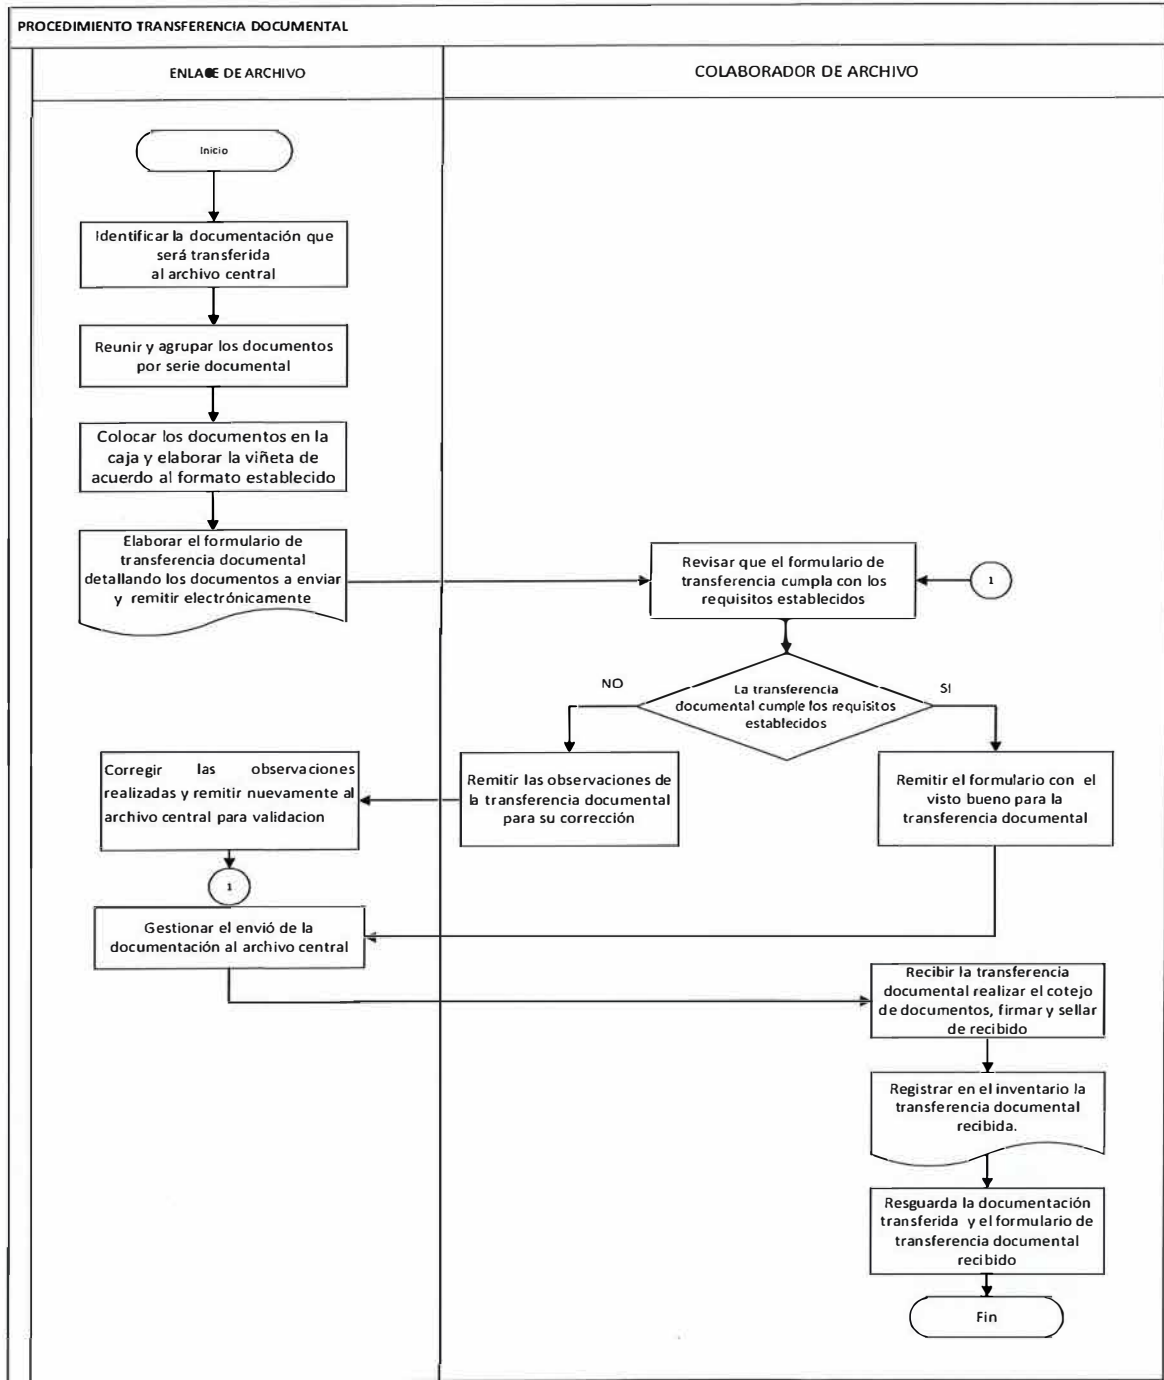 PROCEDIMIENTO TRANSFERENCIA DOCUMENTAL
ENLACE DE ARCHIVO
COLABORADOR DE ARCHIVO
Inicio
Identificar la documentación que
será transferida
al archivo central
Reunir y agrupar los documentos
por serie documental
Colocar los documentos en la
caja y elaborar la viñeta de
acuerdo al formato establecido
Elaborar el formulario de
transferencia documental
detallando los documentos a enviar
y remitir electrónicamente
Revisar que el formulario de
transferencia cumpla con los
requisitos establecidos
1
La transferencia
documental cumple los requisitos
establecidos
NO
SI
Remitir las observaciones de
la transferencia documental
para su corrección
Remitir el formulario con el
visto bueno para la
transferencia documental
Corregir las observaciones
realizadas y remitir nuevamente al
archivo central para validacion
1
Gestionar el envió de la
documentación al archivo central
Recibir la transferencia
documental realizar el cotejo
de documentos, firmar y sellar
de recibido
Registrar en el inventario la
transferencia documental
recibida.
Resguarda la documentación
transferida y el formulario de
transferencia documental
recibido
Fin